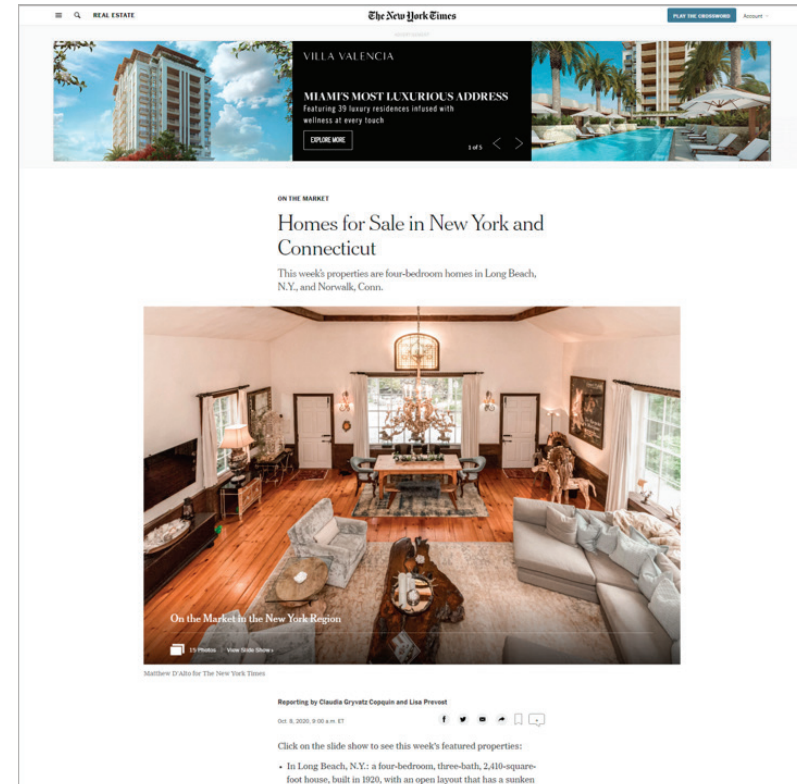 REAL ESTATE
The New York Times
PLAY THE CROSSWORD
Account
ADVERTISEMENT
VILLA VALENCIA
MIAMI'S MOST LUXURIOUS ADDRESS
Featuring 39 luxury residences infused with
wellness at every touch
EXPLORE MORE
1 of 5
ON THE MARKET
Homes for Sale in New York and
Connecticut
This week's properties are four-bedroom homes in Long Beach,
N.Y., and Norwalk, Conn.
On the Market in the New York Region
15 Photos View Slide Show ›
Matthew D'Alto for The New York Times
Reporting by Claudia Gryvatz Copquin and Lisa Prevost
Oct. 9:00 a.m. ET
Click on the slide show to see this week's featured properties:
• In Long Beach, N.Y.: a four-bedroom, three-bath, 2,410-square-
foot house, built in 1920, with an open layout that has a sunken